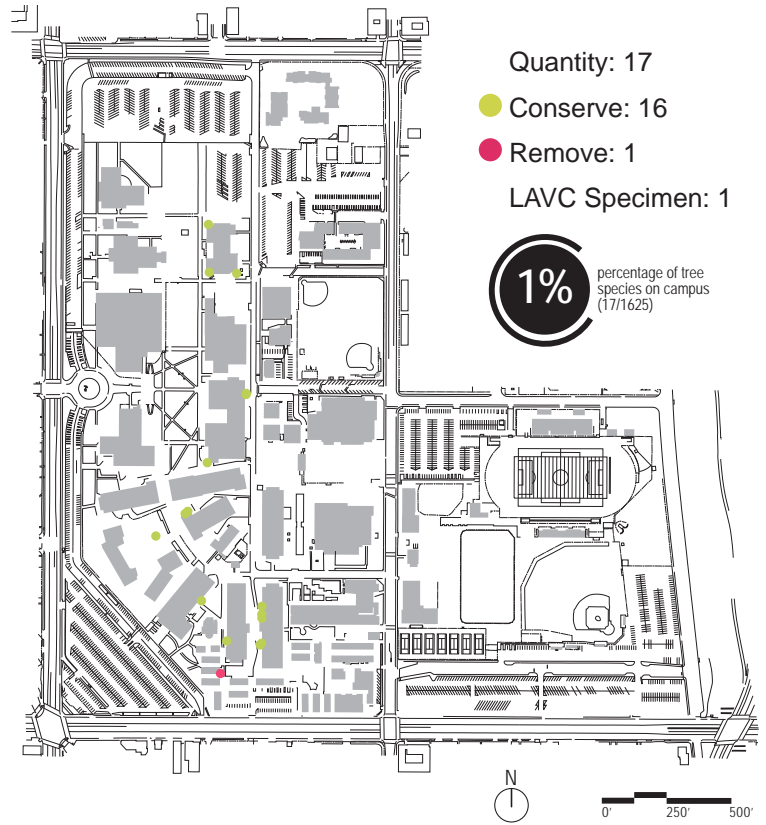 Quantity: 17
Conserve: 16
Remove: 1
LAVC Specimen: 1
1%
percentage of tree
species on campus
(17/1625)
N
0' 250' 500'